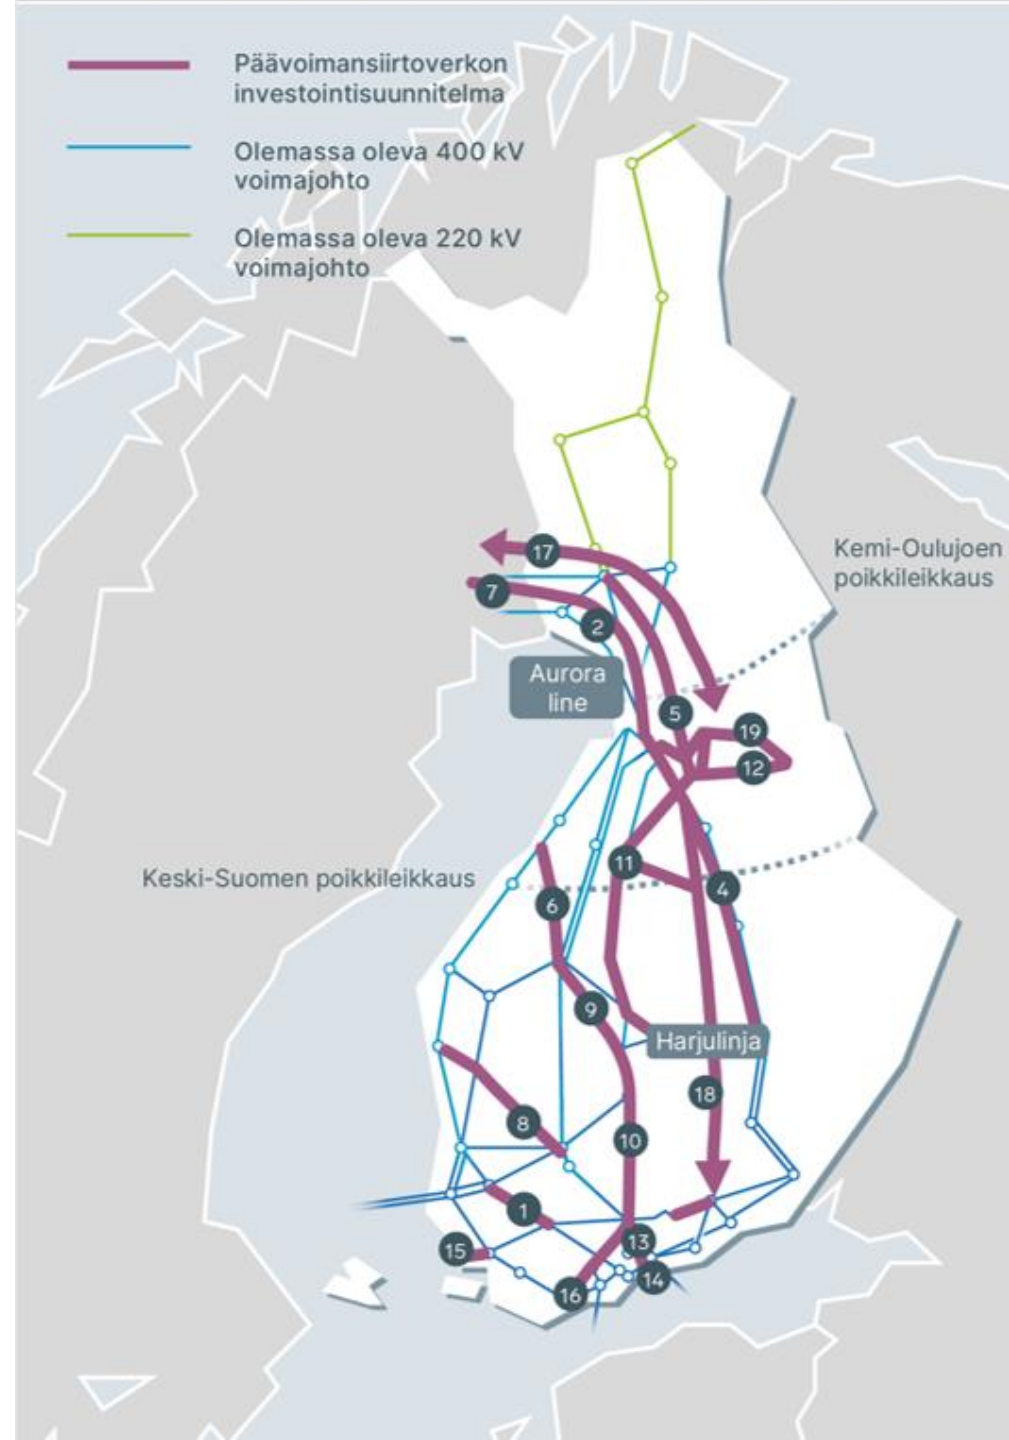 Päävoimansiirtoverkon
investointisuunnitelma
Olemassa oleva 400 kV
voimajohto
Olemassa oleva 220 kV
voimajohto
17
Kemi-Oulujoen
poikkileikkaus
7
2
Aurora
line
5
19
12
11
Keski-Suomen poikkileikkaus
4
6
9
Harjulinja
18
8
10
1
15
13
14
16